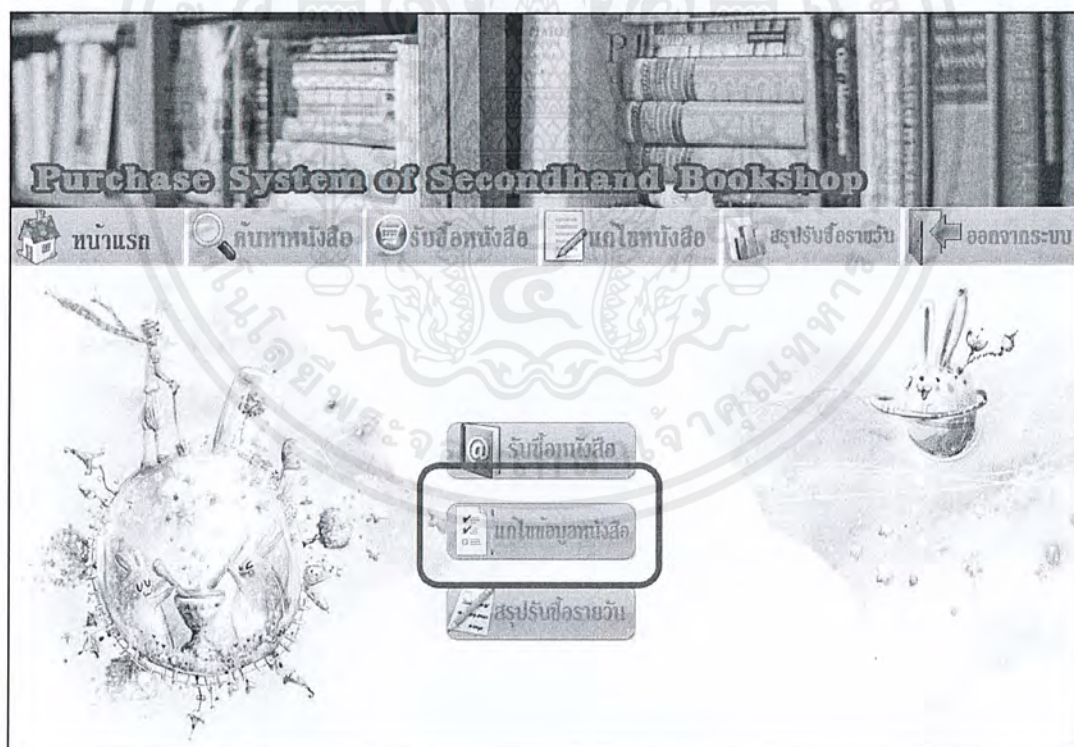 Purchase System of Secondhand Bookshop
หน้าแรก ค้นหาหนังสือ รับซื้อหนังสือ แก้ไขหนังสือ สรุปรับซื้อรายวัน ออกจากระบบ
@ รับซื้อหนังสือ
แก้ไขข้อมูลหนังสือ
สรุปรับซื้อรายวัน